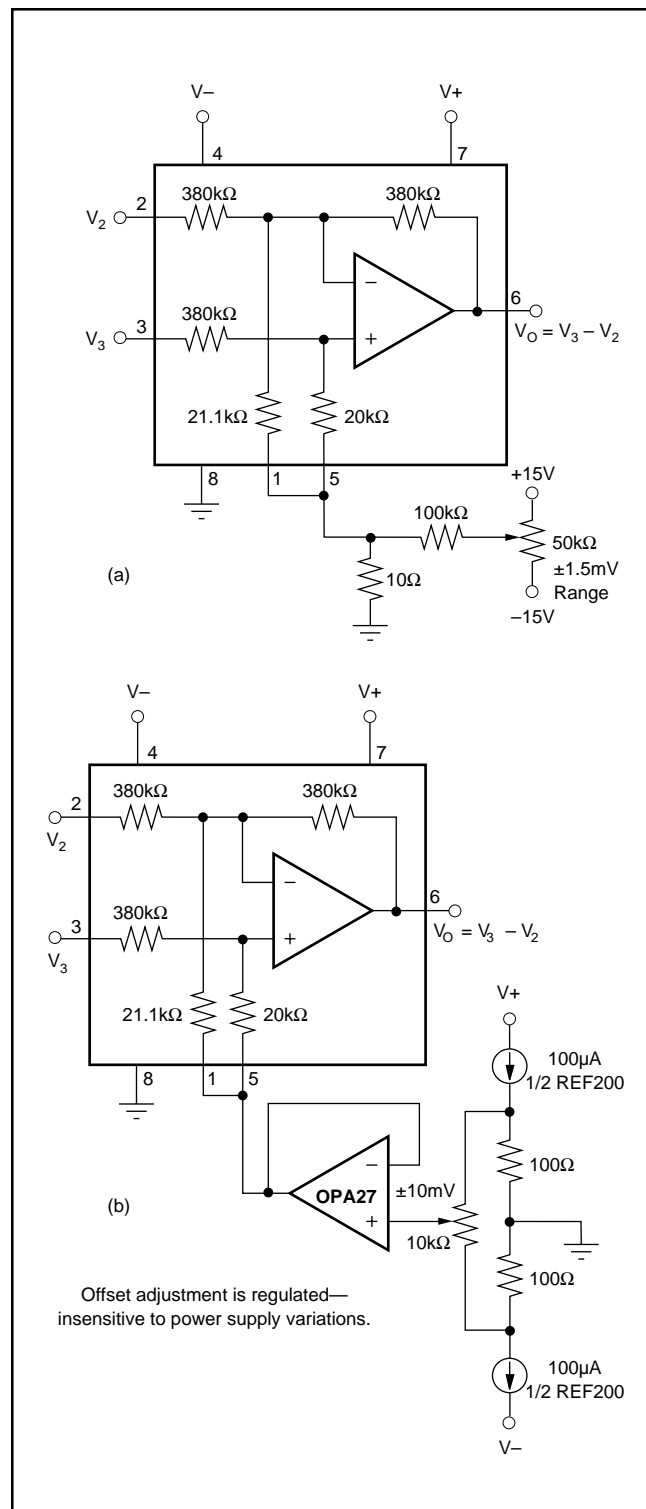 V–
V+
4
7
380kΩ
380kΩ
2
V2
3
V3
380kΩ
–
+
6
VO = V3 – V2
21.1kΩ
20kΩ
8
1
5
+15V
100kΩ
50kΩ
±1.5mV
Range
10Ω
–15V
(a)
V–
V+
4
7
380kΩ
380kΩ
2
V2
3
V3
380kΩ
–
+
6
VO = V3 – V2
21.1kΩ
20kΩ
8
1
5
V+
100µA
1/2 REF200
–
OPA27
+
±10mV
10kΩ
100Ω
100Ω
(b)
Offset adjustment is regulated—
insensitive to power supply variations.
100µA
1/2 REF200
V–